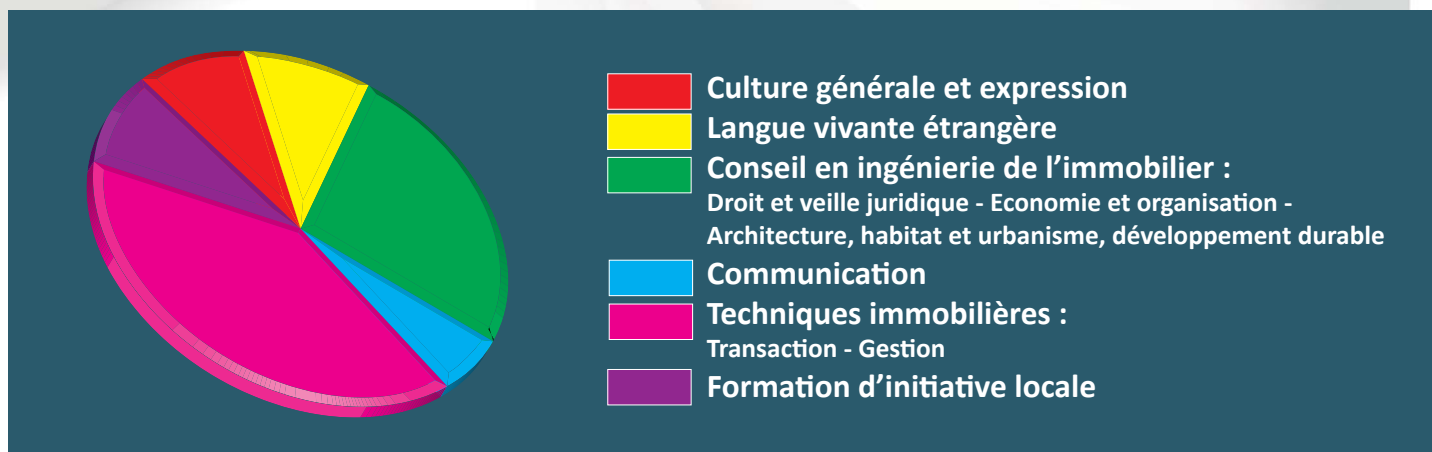 Culture générale et expression
Langue vivante étrangère
Conseil en ingénierie de l’immobilier :
Droit et veille juridique - Economie et organisation -
Architecture, habitat et urbanisme, développement durable
Communication
Techniques immobilières :
Transaction - Gestion
Formation d’initiative locale